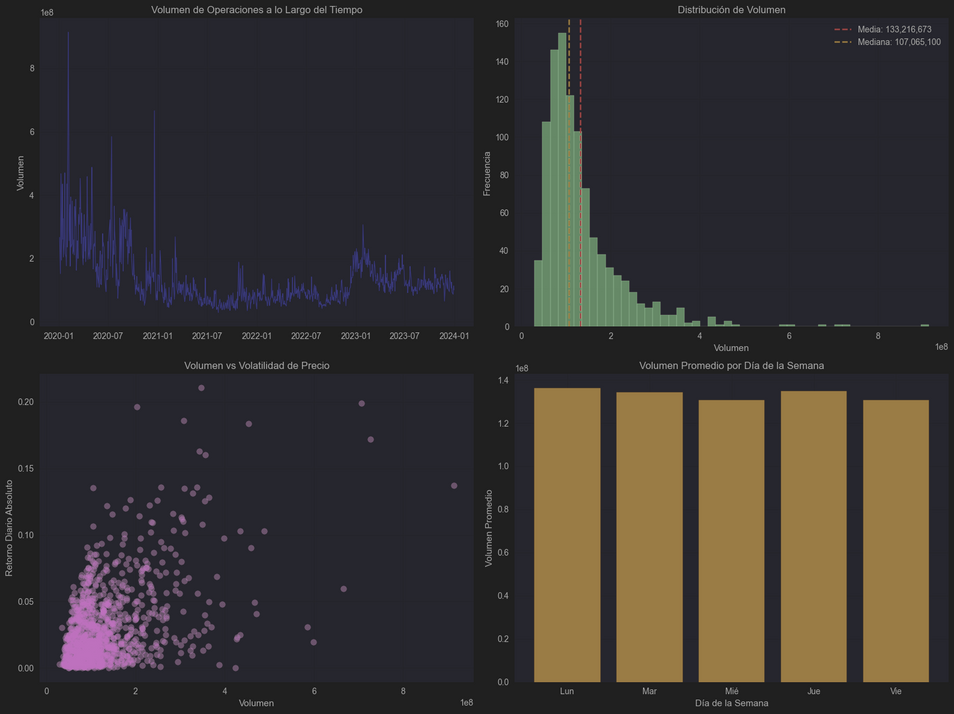 Volumen de Operaciones a lo Largo del Tiempo
1e8
Volumen
8
6
4
2
0
2020-01 2020-07 2021-01 2021-07 2022-01 2022-07 2023-01 2023-07 2024-01
Distribución de Volumen
Media: 133,216,673
Mediana: 107,065,100
Frecuencia
160
140
120
100
80
60
40
20
0
0 2 4 6 8
Volumen
1e8
Volumen vs Volatilidad de Precio
Retorno Diario Absoluto
0.20
0.15
0.10
0.05
0.00
0 2 4 6 8
Volumen
1e8
Volumen Promedio por Día de la Semana
1e8
Volumen Promedio
1.4
1.2
1.0
0.8
0.6
0.4
0.2
0.0
Lun Mar Mié Jue Vie
Día de la Semana